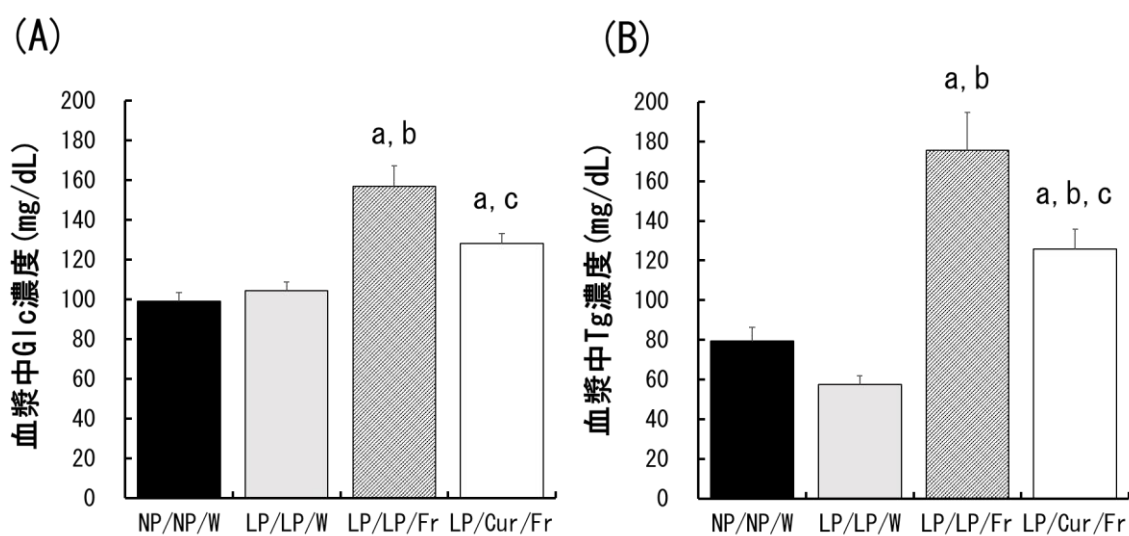 (A)
血漿中Glc濃度(mg/dL)
200
180
160
140
120
100
80
60
40
20
0
a, b
a, c
NP/NP/W LP/LP/W LP/LP/Fr LP/Cur/Fr
(B)
血漿中Tg濃度(mg/dL)
200
180
160
140
120
100
80
60
40
20
0
a, b
a, b, c
NP/NP/W LP/LP/W LP/LP/Fr LP/Cur/Fr